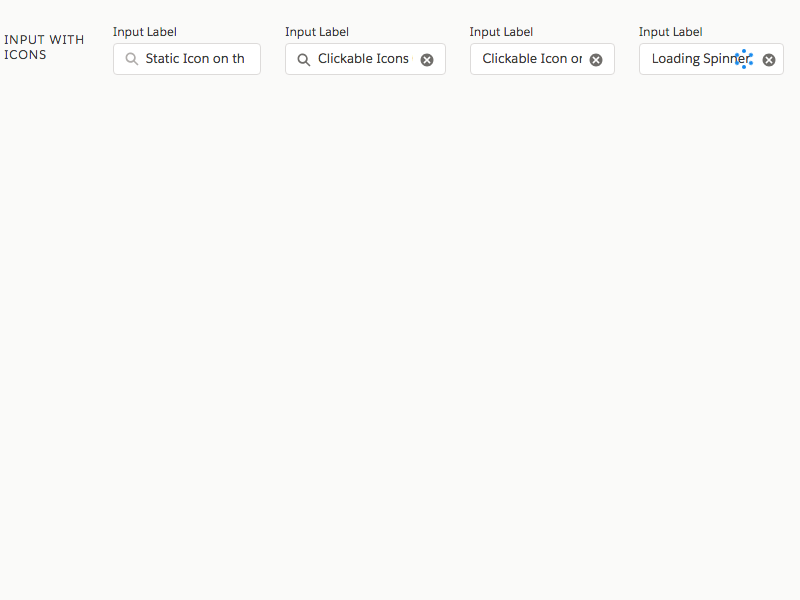 INPUT WITH
ICONS
Input Label
Static Icon on th
Input Label
Clickable Icons
Input Label
Clickable Icon or
Input Label
Loading Spinner